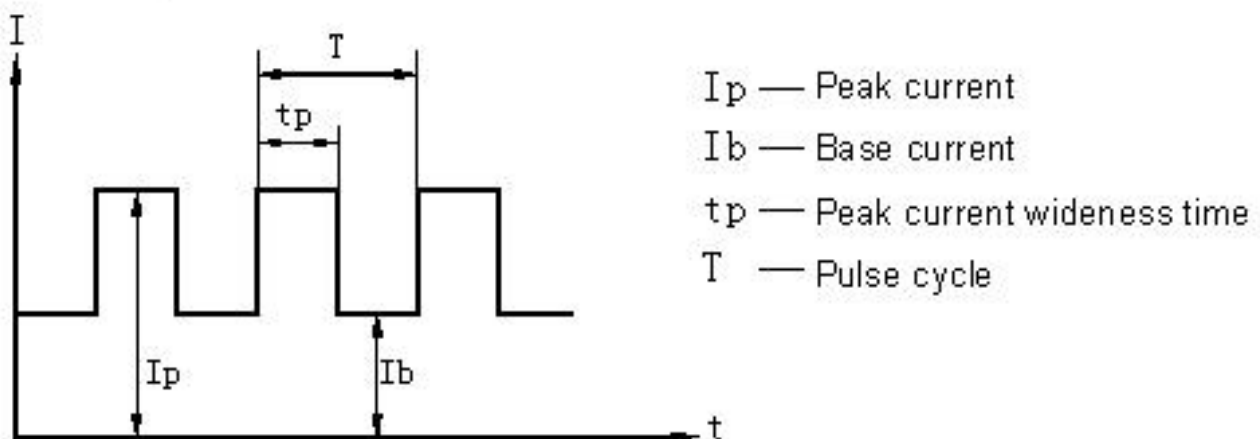 I
T
tp
Ip
Ib
t
Ip — Peak current
Ib — Base current
tp — Peak current wideness time
T — Pulse cycle